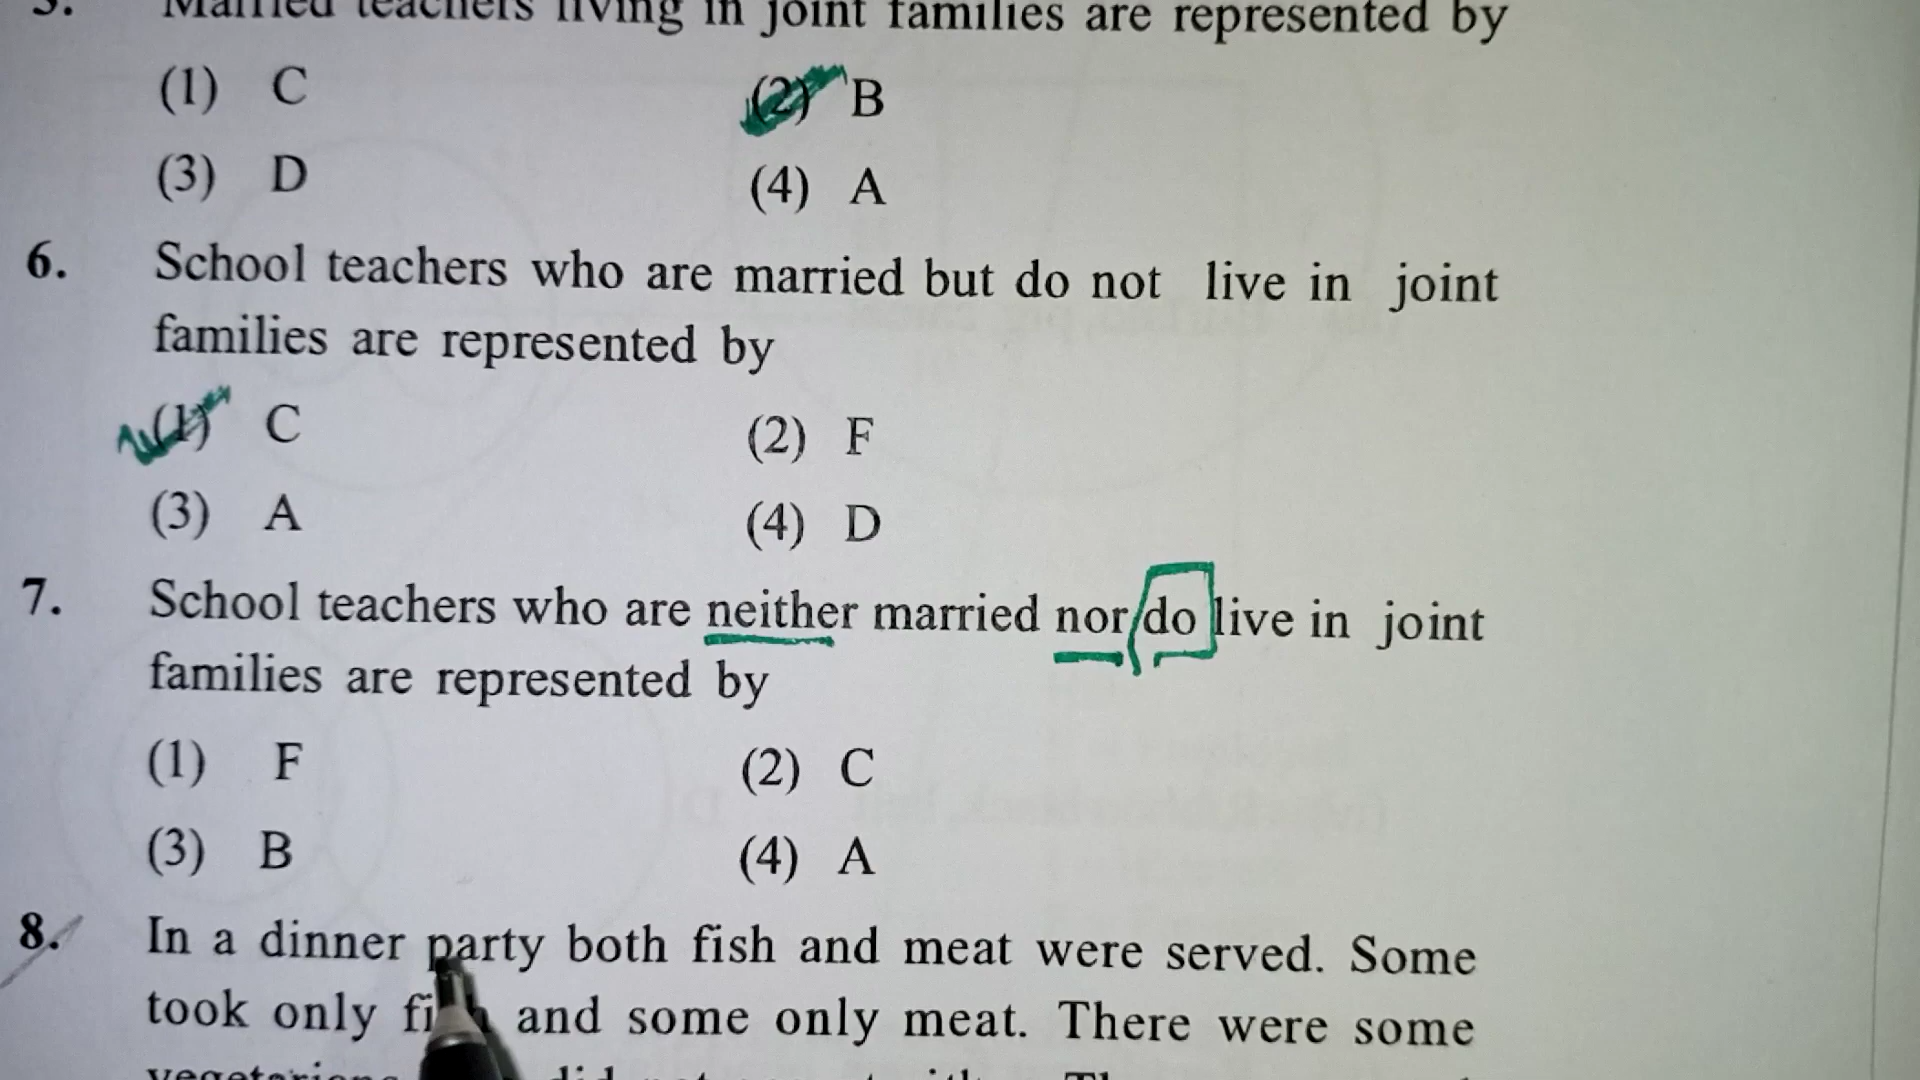 5. Married teachers living in joint families are represented by
(1) C (2) B
(3) D (4) A
6. School teachers who are married but do not live in joint
families are represented by
(1) C (2) F
(3) A (4) D
7. School teachers who are neither married nor do live in joint
families are represented by
(1) F (2) C
(3) B (4) A
8. In a dinner party both fish and meat were served. Some
took only fish and some only meat. There were some